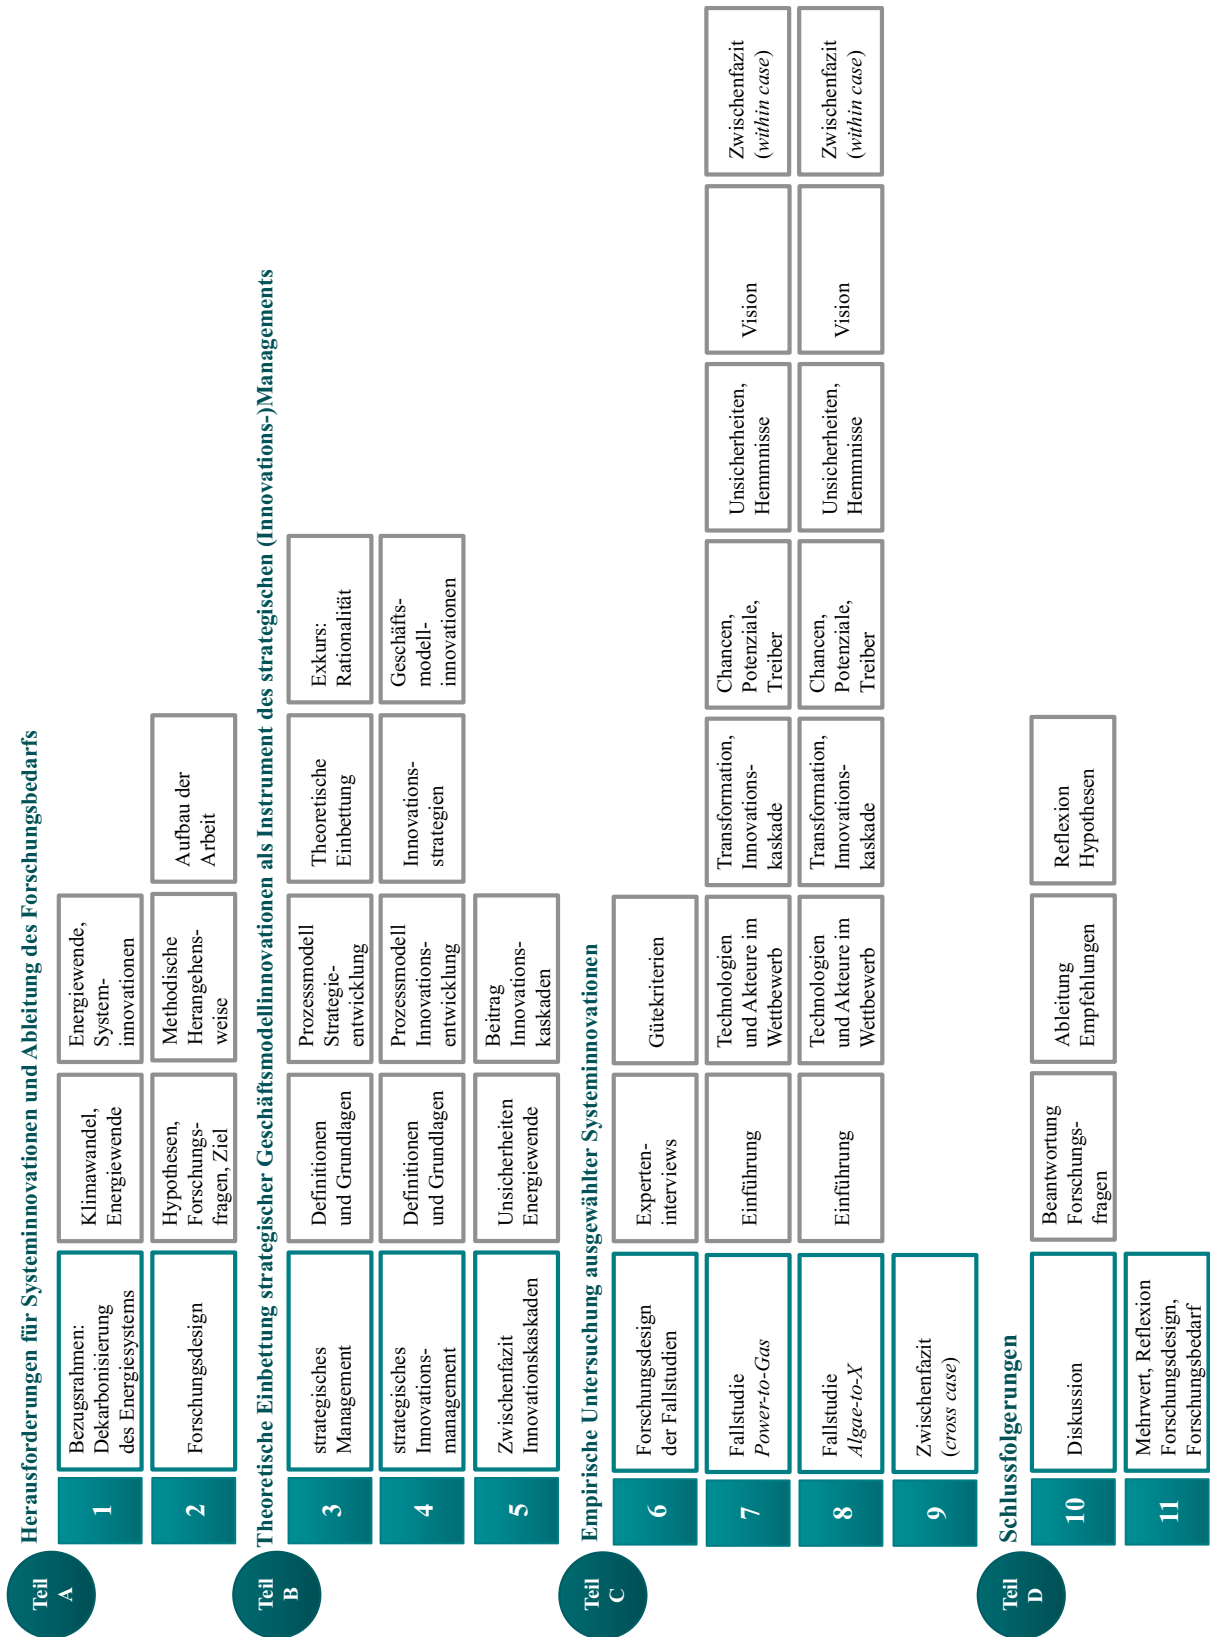 Teil
A
Herausforderungen für Systeminnovationen und Ableitung des Forschungsbedarfs
1
Bezugsrahmen:
Dekarbonisierung
des Energiesystems
Klimawandel,
Energiewende
Energiewende,
System-
innovationen
2
Forschungsdesign
Hypothesen,
Forschungs-
fragen, Ziel
Methodische
Herangehens-
weise
Aufbau der
Arbeit
Teil
B
Theoretische Einbettung strategischer Geschäftsmodellinnovationen als Instrument des strategischen (Innovations-)Managements
3
strategisches
Management
Definitionen
und Grundlagen
Prozessmodell
Strategie-
entwicklung
Theoretische
Einbettung
Exkurs:
Rationalität
4
strategisches
Innovations-
management
Definitionen
und Grundlagen
Prozessmodell
Innovations-
entwicklung
Innovations-
strategien
Geschäfts-
modell-
innovationen
5
Zwischenfazit
Innovationskaskaden
Unsicherheiten
Energiewende
Beitrag
Innovations-
kaskaden
Teil
C
Empirische Untersuchung ausgewählter Systeminnovationen
6
Forschungsdesign
der Fallstudien
Experten-
interviews
Gütekriterien
7
Fallstudie
Power-to-Gas
Einführung
Technologien
und Akteure im
Wettbewerb
Transformation,
Innovations-
kaskade
Chancen,
Potenziale,
Treiber
Unsicherheiten,
Hemmnisse
Vision
Zwischenfazit
(within case)
8
Fallstudie
Algae-to-X
Einführung
Technologien
und Akteure im
Wettbewerb
Transformation,
Innovations-
kaskade
Chancen,
Potenziale,
Treiber
Unsicherheiten,
Hemmnisse
Vision
Zwischenfazit
(within case)
9
Zwischenfazit
(cross case)
Teil
D
Schlussfolgerungen
10
Diskussion
Beantwortung
Forschungs-
fragen
Ableitung
Empfehlungen
Reflexion
Hypothesen
11
Mehrwert, Reflexion
Forschungsdesign,
Forschungsbedarf